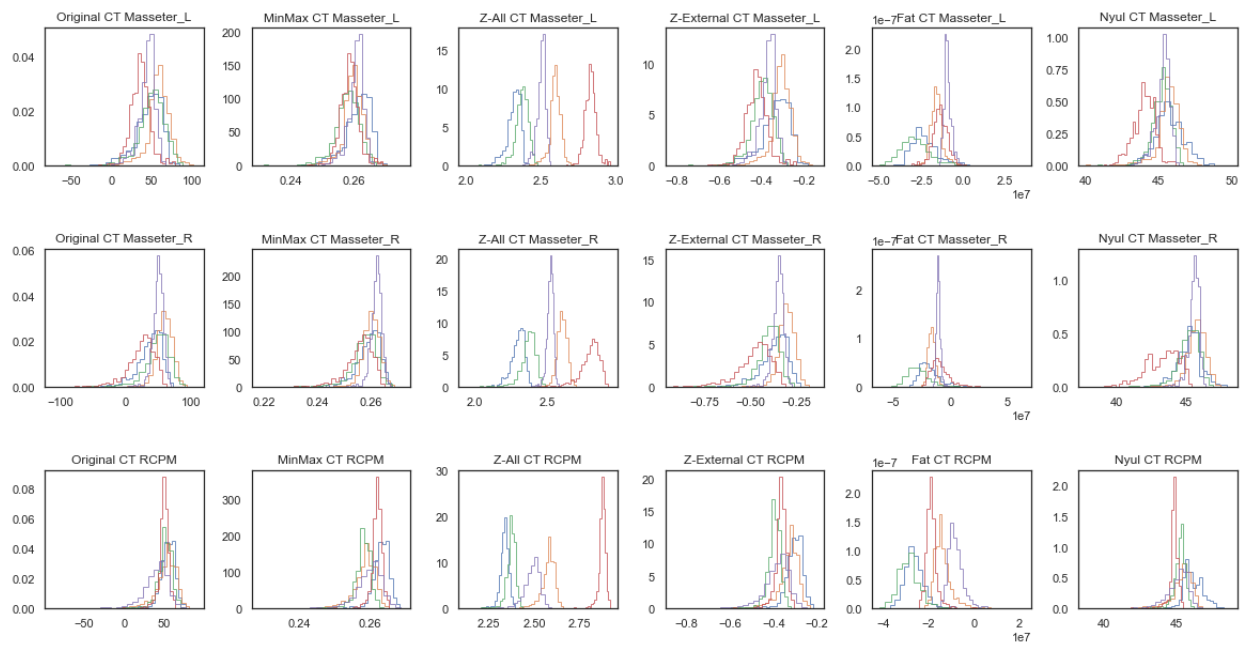 Original CT Masseter_L
MinMax CT Masseter_L
Z-All CT Masseter_L
Z-External CT Masseter_L
1e-7 Fat CT Masseter_L
Nyul CT Masseter_L
0.04
0.03
0.02
0.01
0.00
200
150
100
50
0
15
10
5
0
10
5
0
2.0
1.5
1.0
0.5
0.0
1.00
0.75
0.50
0.25
0.00
-50 0 50 100
0.24 0.26
2.0 2.5 3.0
-0.8 -0.6 -0.4 -0.2
-5.0 -2.5 0.0 2.5
1e7
40 45 50
Original CT Masseter_R
MinMax CT Masseter_R
Z-All CT Masseter_R
Z-External CT Masseter_R
1e-7 Fat CT Masseter_R
Nyul CT Masseter_R
0.06
0.04
0.02
0.00
250
200
150
100
50
0
20
15
10
5
0
15
10
5
0
2
1
0
1.0
0.5
0.0
-100 0 100
0.22 0.24 0.26
2.0 2.5
-0.75 -0.50 -0.25
-5 0 5
1e7
40 45
Original CT RCPM
MinMax CT RCPM
Z-All CT RCPM
Z-External CT RCPM
1e-7 Fat CT RCPM
Nyul CT RCPM
0.08
0.06
0.04
0.02
0.00
300
200
100
0
30
20
10
0
20
15
10
5
0
2.0
1.5
1.0
0.5
0.0
2.0
1.5
1.0
0.5
0.0
-50 0 50
0.24 0.26
2.25 2.50 2.75
-0.8 -0.6 -0.4 -0.2
-4 -2 0 2
1e7
40 45